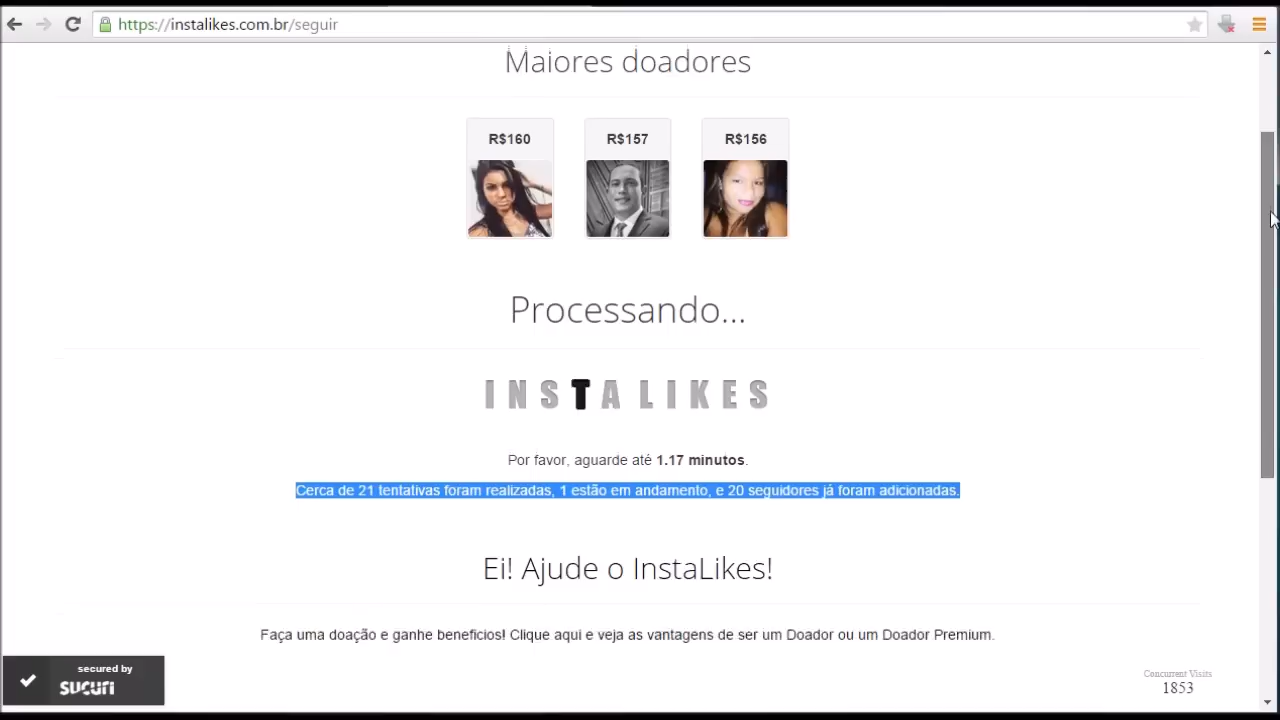 https://instalikes.com.br/seguir
Maiores doadores
R$160 R$157 R$156
Processando...
INSTALIKES
Por favor, aguarde até 1.17 minutos.
Cerca de 21 tentativas foram realizadas, 1 estão em andamento, e 20 seguidores já foram adicionadas.
Ei! Ajude o InstaLikes!
Faça uma doação e ganhe beneficios! Clique aqui e veja as vantagens de ser um Doador ou um Doador Premium.
secured by
sucuri
Concurrent Visits
1853